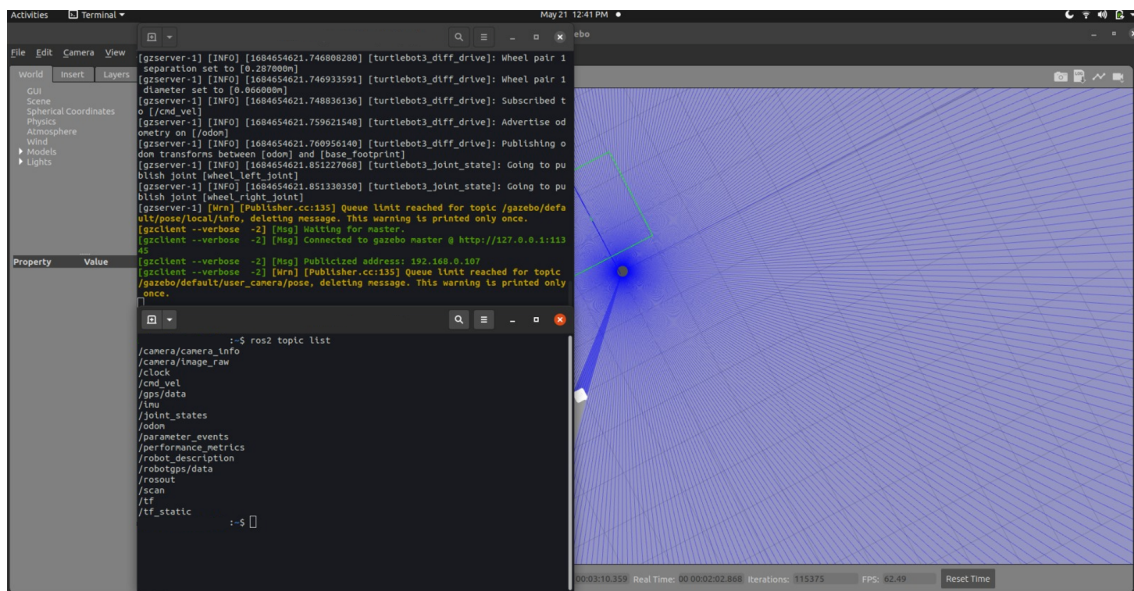 Activities
Terminal
May 21 12:41 PM
ebo
File Edit Camera View
World Insert Layers
GUI
Scene
Spherical Coordinates
Physics
Atmosphere
Wind
Models
Lights
Property Value
[gzserver-1] [INFO] [1684654621.746808280] [turtlebot3_diff_drive]: Wheel pair 1
separation set to [0.287000m]
[gzserver-1] [INFO] [1684654621.746933591] [turtlebot3_diff_drive]: Wheel pair 1
diameter set to [0.066000m]
[gzserver-1] [INFO] [1684654621.748836136] [turtlebot3_diff_drive]: Subscribed t
o [/cmd_vel]
[gzserver-1] [INFO] [1684654621.759621548] [turtlebot3_diff_drive]: Advertise od
ometry on [/odom]
[gzserver-1] [INFO] [1684654621.760956140] [turtlebot3_diff_drive]: Publishing o
dom transforms between [odom] and [base_footprint]
[gzserver-1] [INFO] [1684654621.851227068] [turtlebot3_joint_state]: Going to pu
blish joint [wheel_left_joint]
[gzserver-1] [INFO] [1684654621.851330350] [turtlebot3_joint_state]: Going to pu
blish joint [wheel_right_joint]
[gzserver-1] [Wrn] [Publisher.cc:135] Queue limit reached for topic /gazebo/defa
ult/pose/local/info, deleting message. This warning is printed only once.
[gzclient --verbose -2] [Msg] Waiting for master.
[gzclient --verbose -2] [Msg] Connected to gazebo master @ http://127.0.0.1:113
45
[gzclient --verbose -2] [Msg] Publicized address: 192.168.0.107
[gzclient --verbose -2] [Wrn] [Publisher.cc:135] Queue limit reached for topic
/gazebo/default/user_camera/pose, deleting message. This warning is printed only
once.
:~$ ros2 topic list
/camera/camera_info
/camera/image_raw
/clock
/cmd_vel
/gps/data
/imu
/joint_states
/odom
/parameter_events
/performance_metrics
/robot_description
/robotgps/data
/rosout
/scan
/tf
/tf_static
:~$
00:03:10.359 Real Time: 00 00:02:02.868 Iterations: 115375 FPS: 62.49 Reset Time